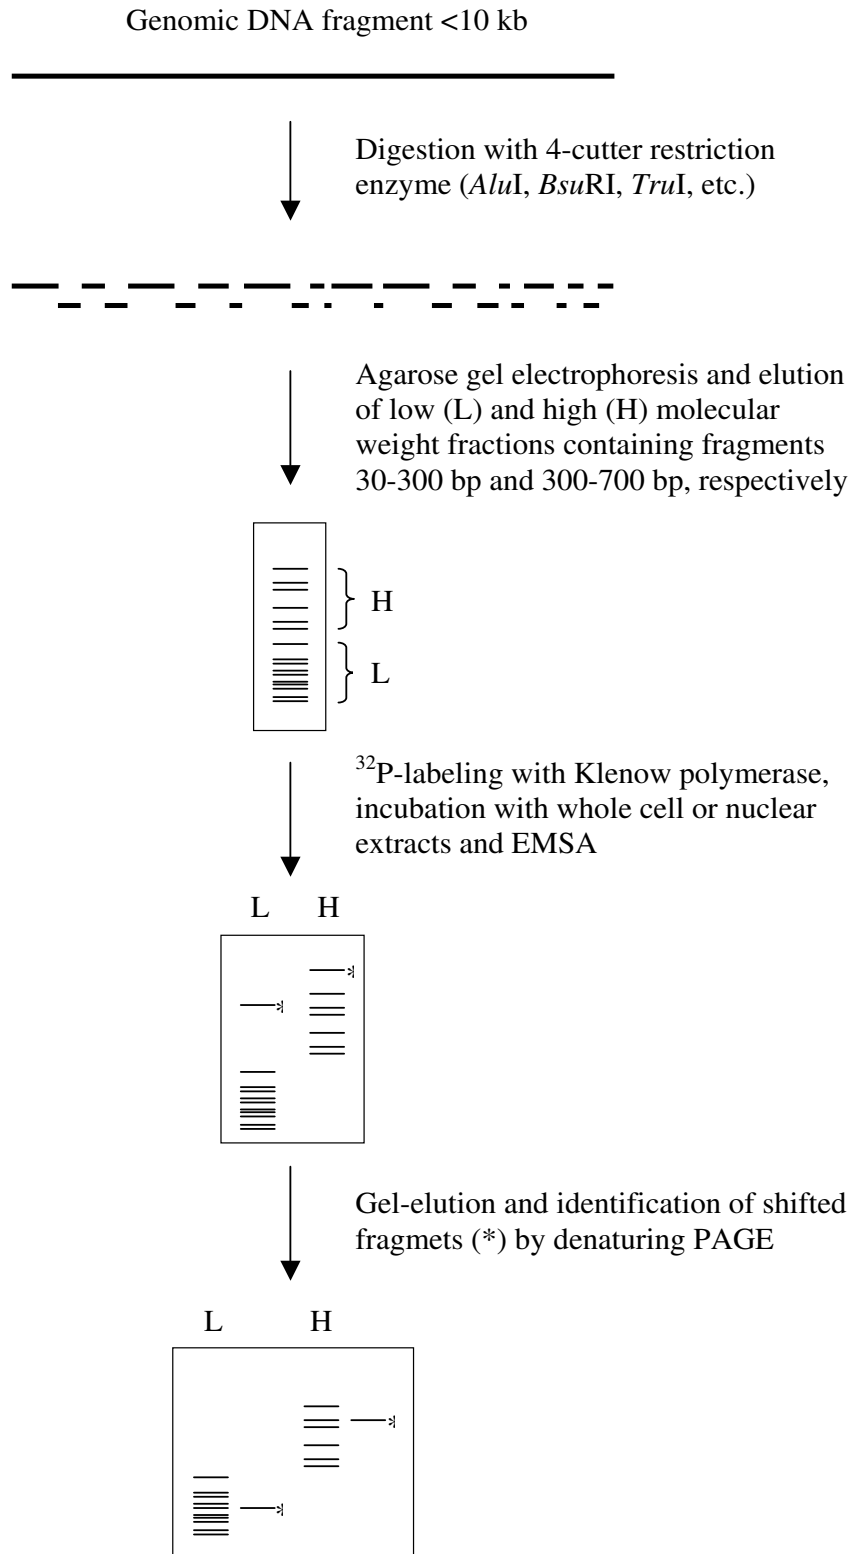 Genomic DNA fragment <10 kb
Digestion with 4-cutter restriction
enzyme (AluI, BsuRI, TruI, etc.)
Agarose gel electrophoresis and elution
of low (L) and high (H) molecular
weight fractions containing fragments
30-300 bp and 300-700 bp, respectively
H
L
32P-labeling with Klenow polymerase,
incubation with whole cell or nuclear
extracts and EMSA
L H
*
*
Gel-elution and identification of shifted
fragmets (*) by denaturing PAGE
L H
*
*